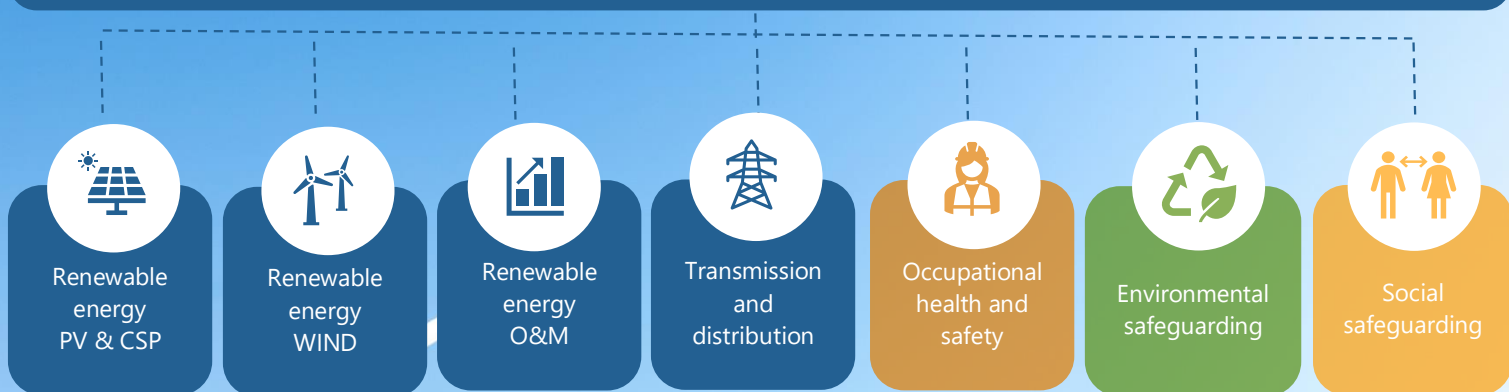 Renewable
energy
PV & CSP
Renewable
energy
WIND
Renewable
energy
O&M
Transmission
and
distribution
Occupational
health and
safety
Environmental
safeguarding
Social
safeguarding